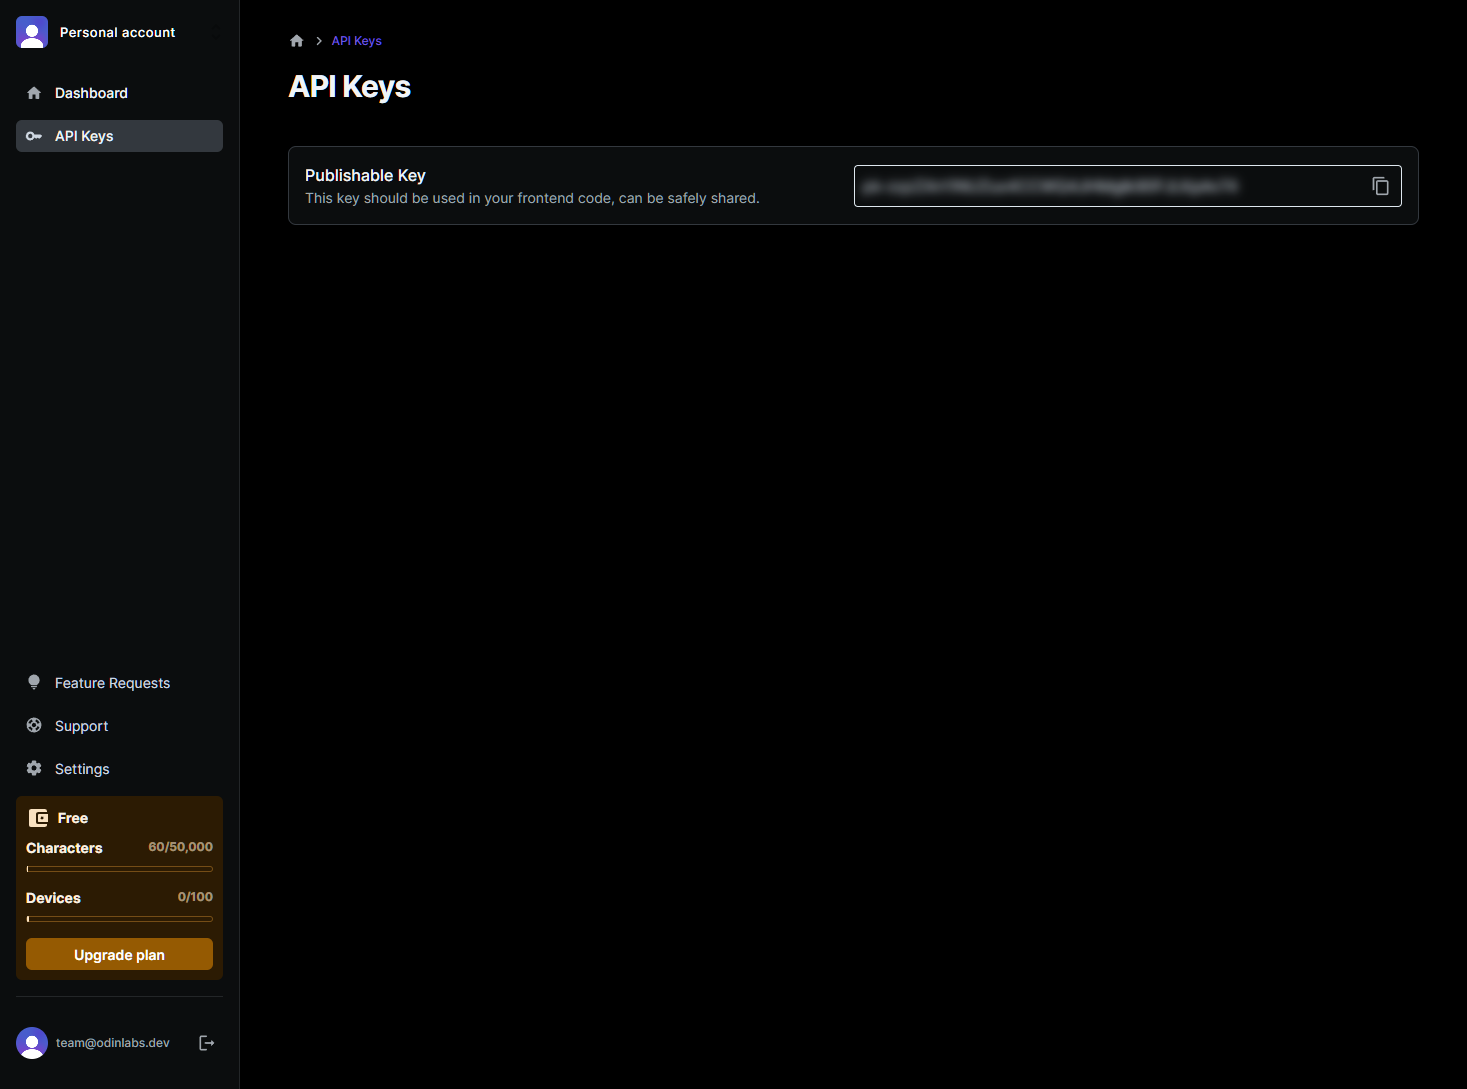 Personal account
Dashboard
API Keys
API Keys
API Keys
Publishable Key
This key should be used in your frontend code, can be safely shared.
Feature Requests
Support
Settings
Free
Characters 60/50,000
Devices 0/100
Upgrade plan
team@odinlabs.dev